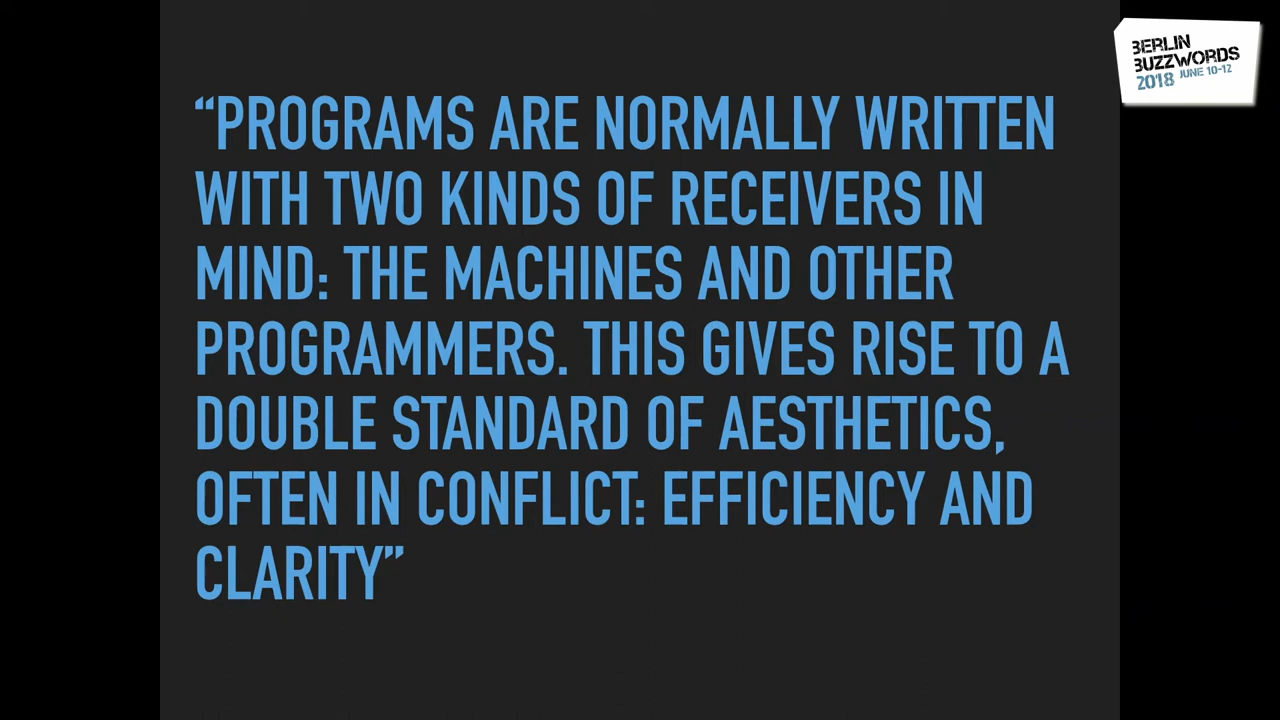 “PROGRAMS ARE NORMALLY WRITTEN
WITH TWO KINDS OF RECEIVERS IN
MIND: THE MACHINES AND OTHER
PROGRAMMERS. THIS GIVES RISE TO A
DOUBLE STANDARD OF AESTHETICS,
OFTEN IN CONFLICT: EFFICIENCY AND
CLARITY”
BERLIN
BUZZWORDS
2018 JUNE 10-12